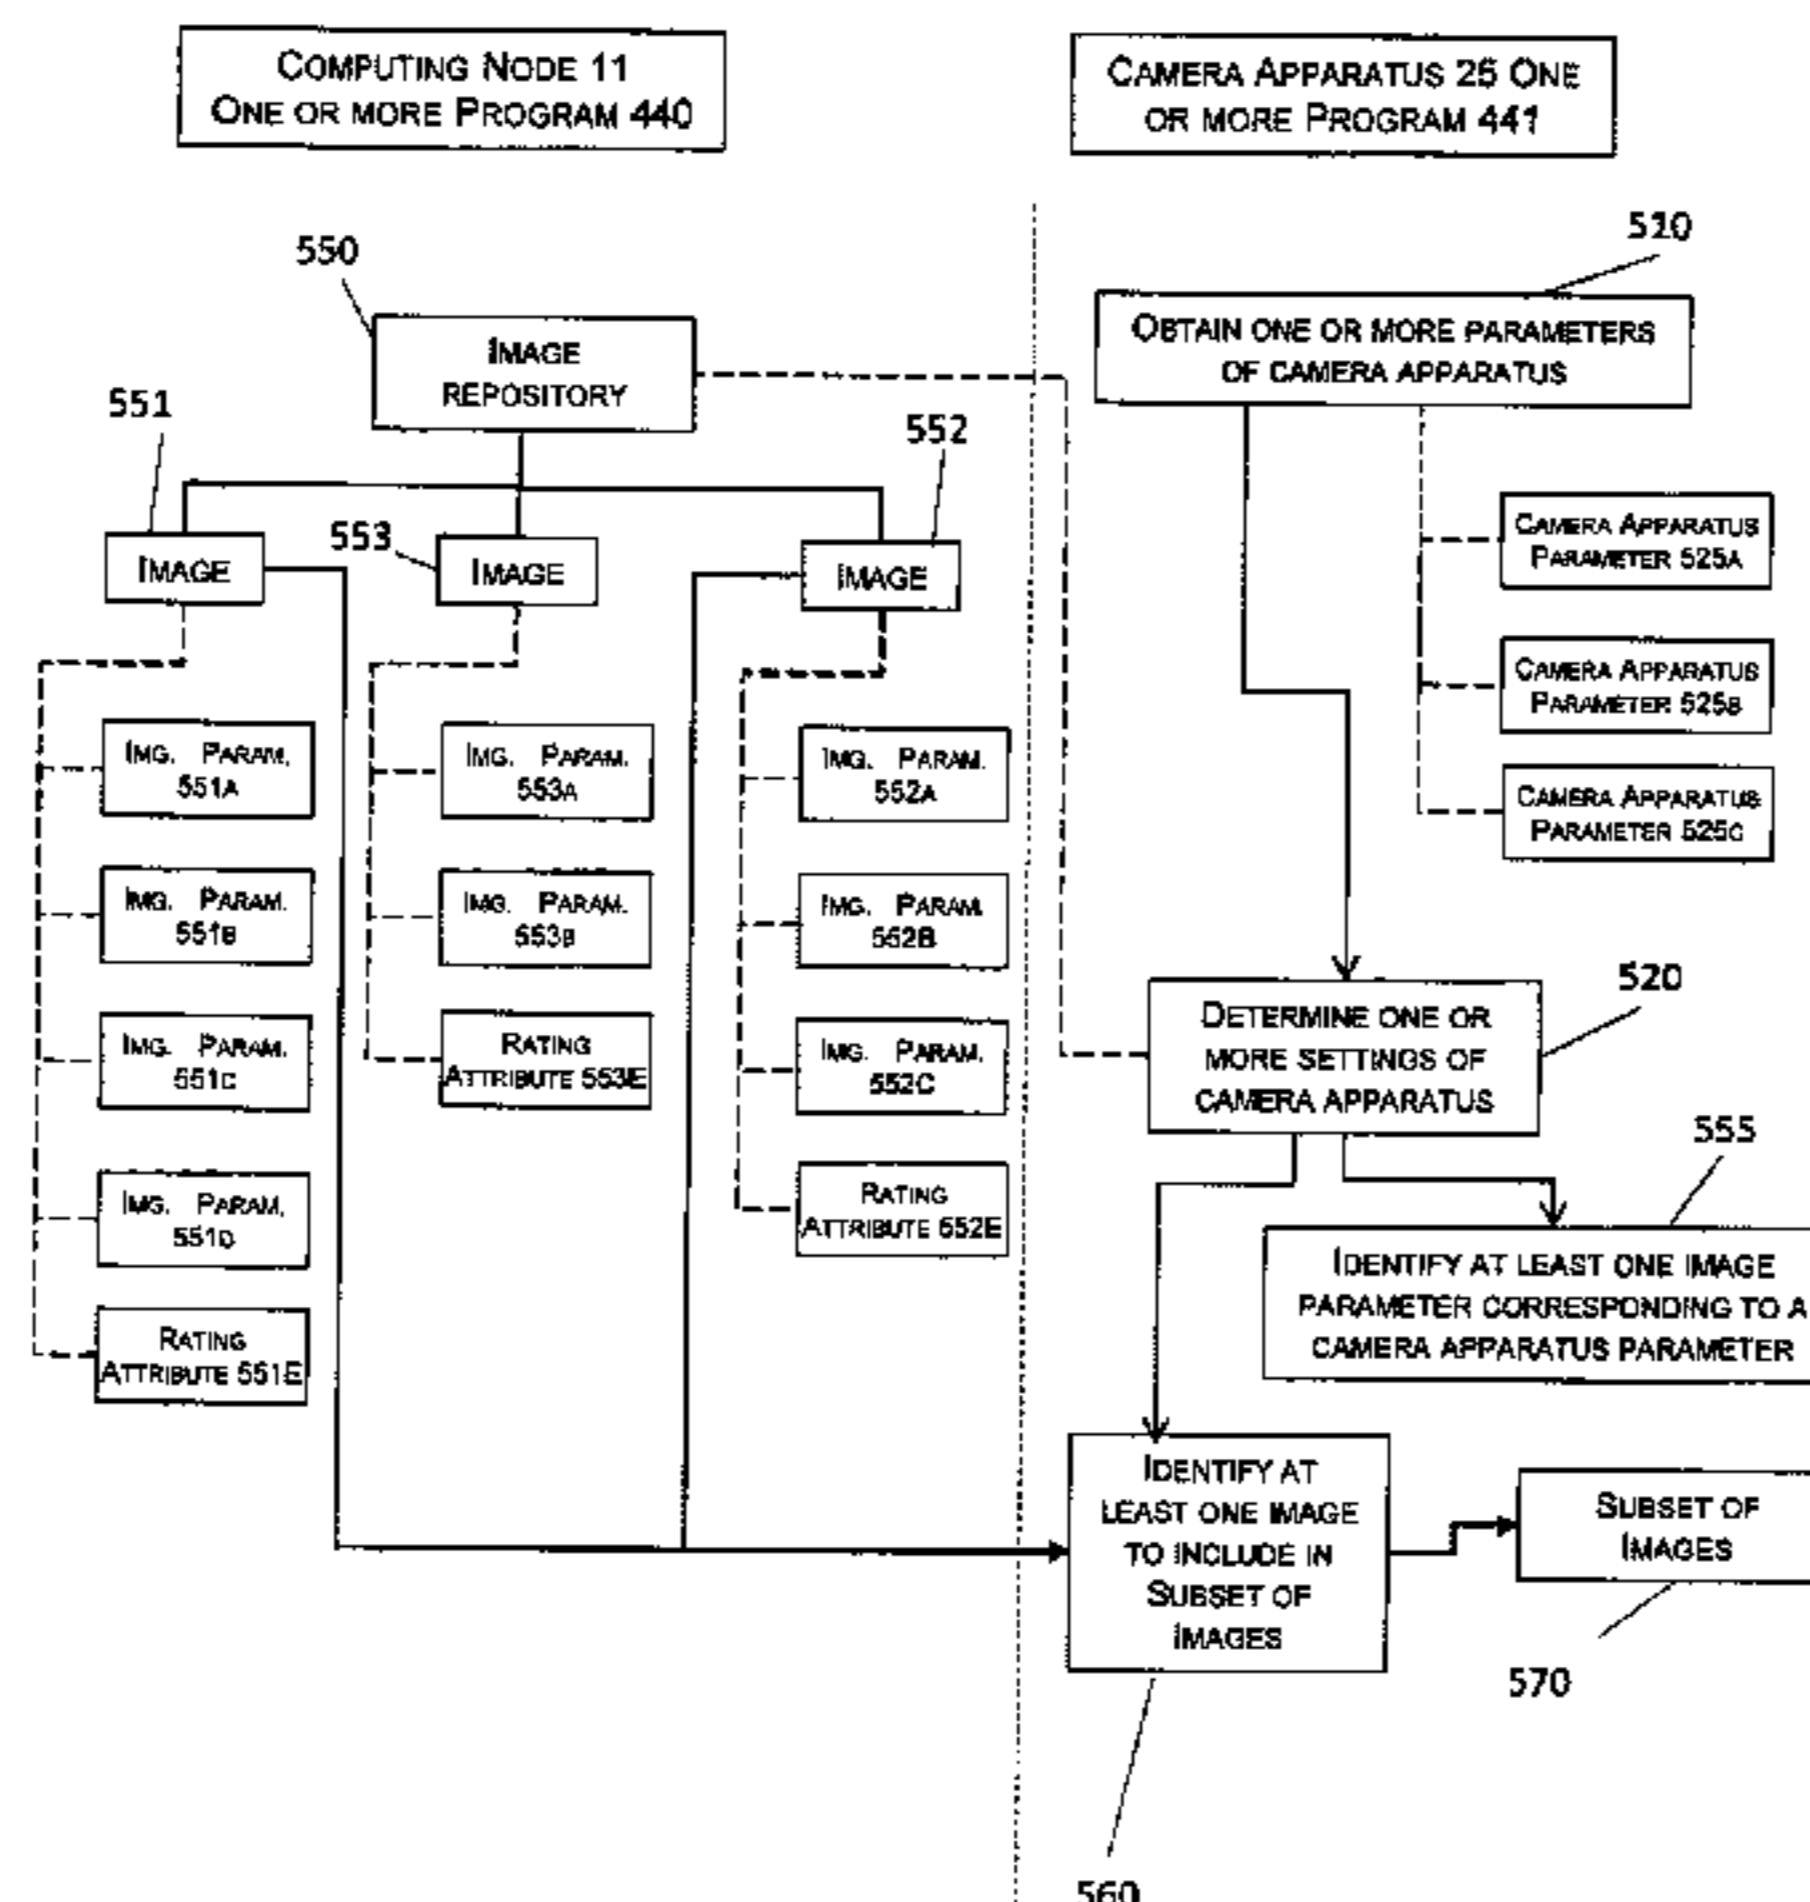 COMPUTING NODE 11
ONE OR MORE PROGRAM 440
CAMERA APPARATUS 25 ONE
OR MORE PROGRAM 441
550
510
IMAGE
REPOSITORY
OBTAIN ONE OR MORE PARAMETERS
OF CAMERA APPARATUS
551
552
553
IMAGE
IMAGE
IMAGE
CAMERA APPARATUS
PARAMETER 525A
CAMERA APPARATUS
PARAMETER 525B
CAMERA APPARATUS
PARAMETER 525C
IMG. PARAM.
551A
IMG. PARAM.
553A
IMG. PARAM.
552A
IMG. PARAM.
551B
IMG. PARAM.
553B
IMG. PARAM.
552B
IMG. PARAM.
551C
RATING
ATTRIBUTE 553E
IMG. PARAM.
552C
520
DETERMINE ONE OR
MORE SETTINGS OF
CAMERA APPARATUS
IMG. PARAM.
551D
RATING
ATTRIBUTE 552E
555
IDENTIFY AT LEAST ONE IMAGE
PARAMETER CORRESPONDING TO A
CAMERA APPARATUS PARAMETER
RATING
ATTRIBUTE 551E
IDENTIFY AT
LEAST ONE IMAGE
TO INCLUDE IN
SUBSET OF
IMAGES
SUBSET OF
IMAGES
570
560